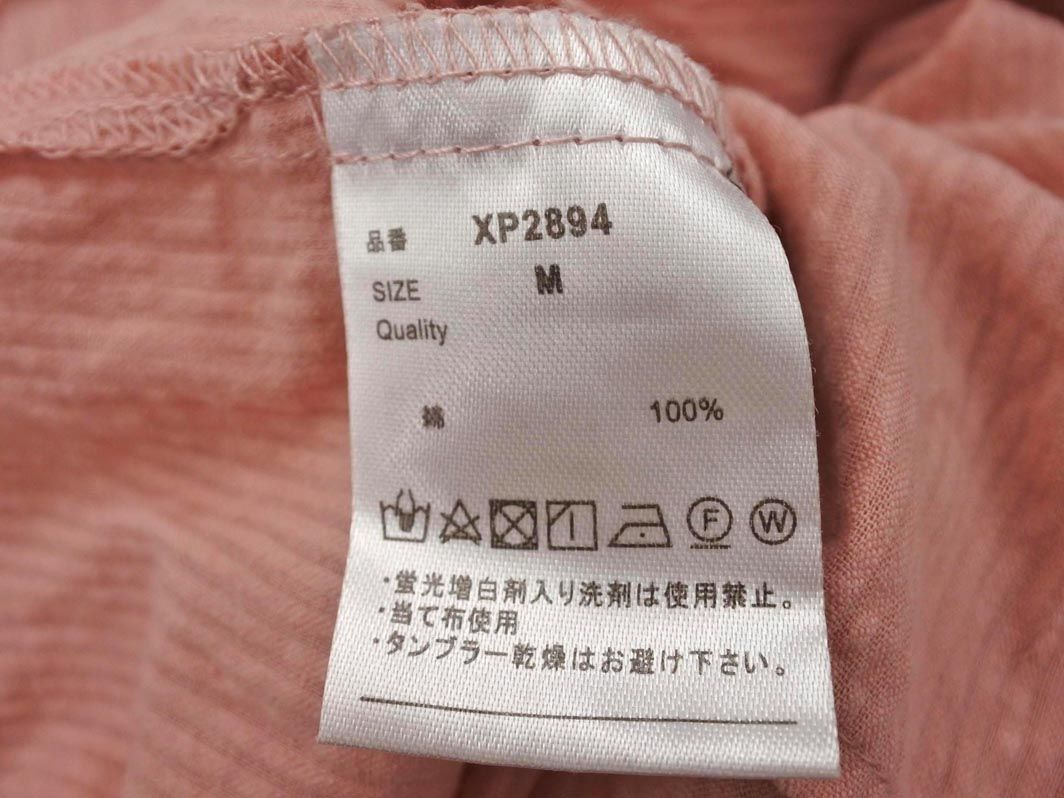 品番 XP2894
SIZE M
Quality
綿 100%
F W
・蛍光増白剤入り洗剤は使用禁止。
・当て布使用
・タンブラー乾燥はお避け下さい。